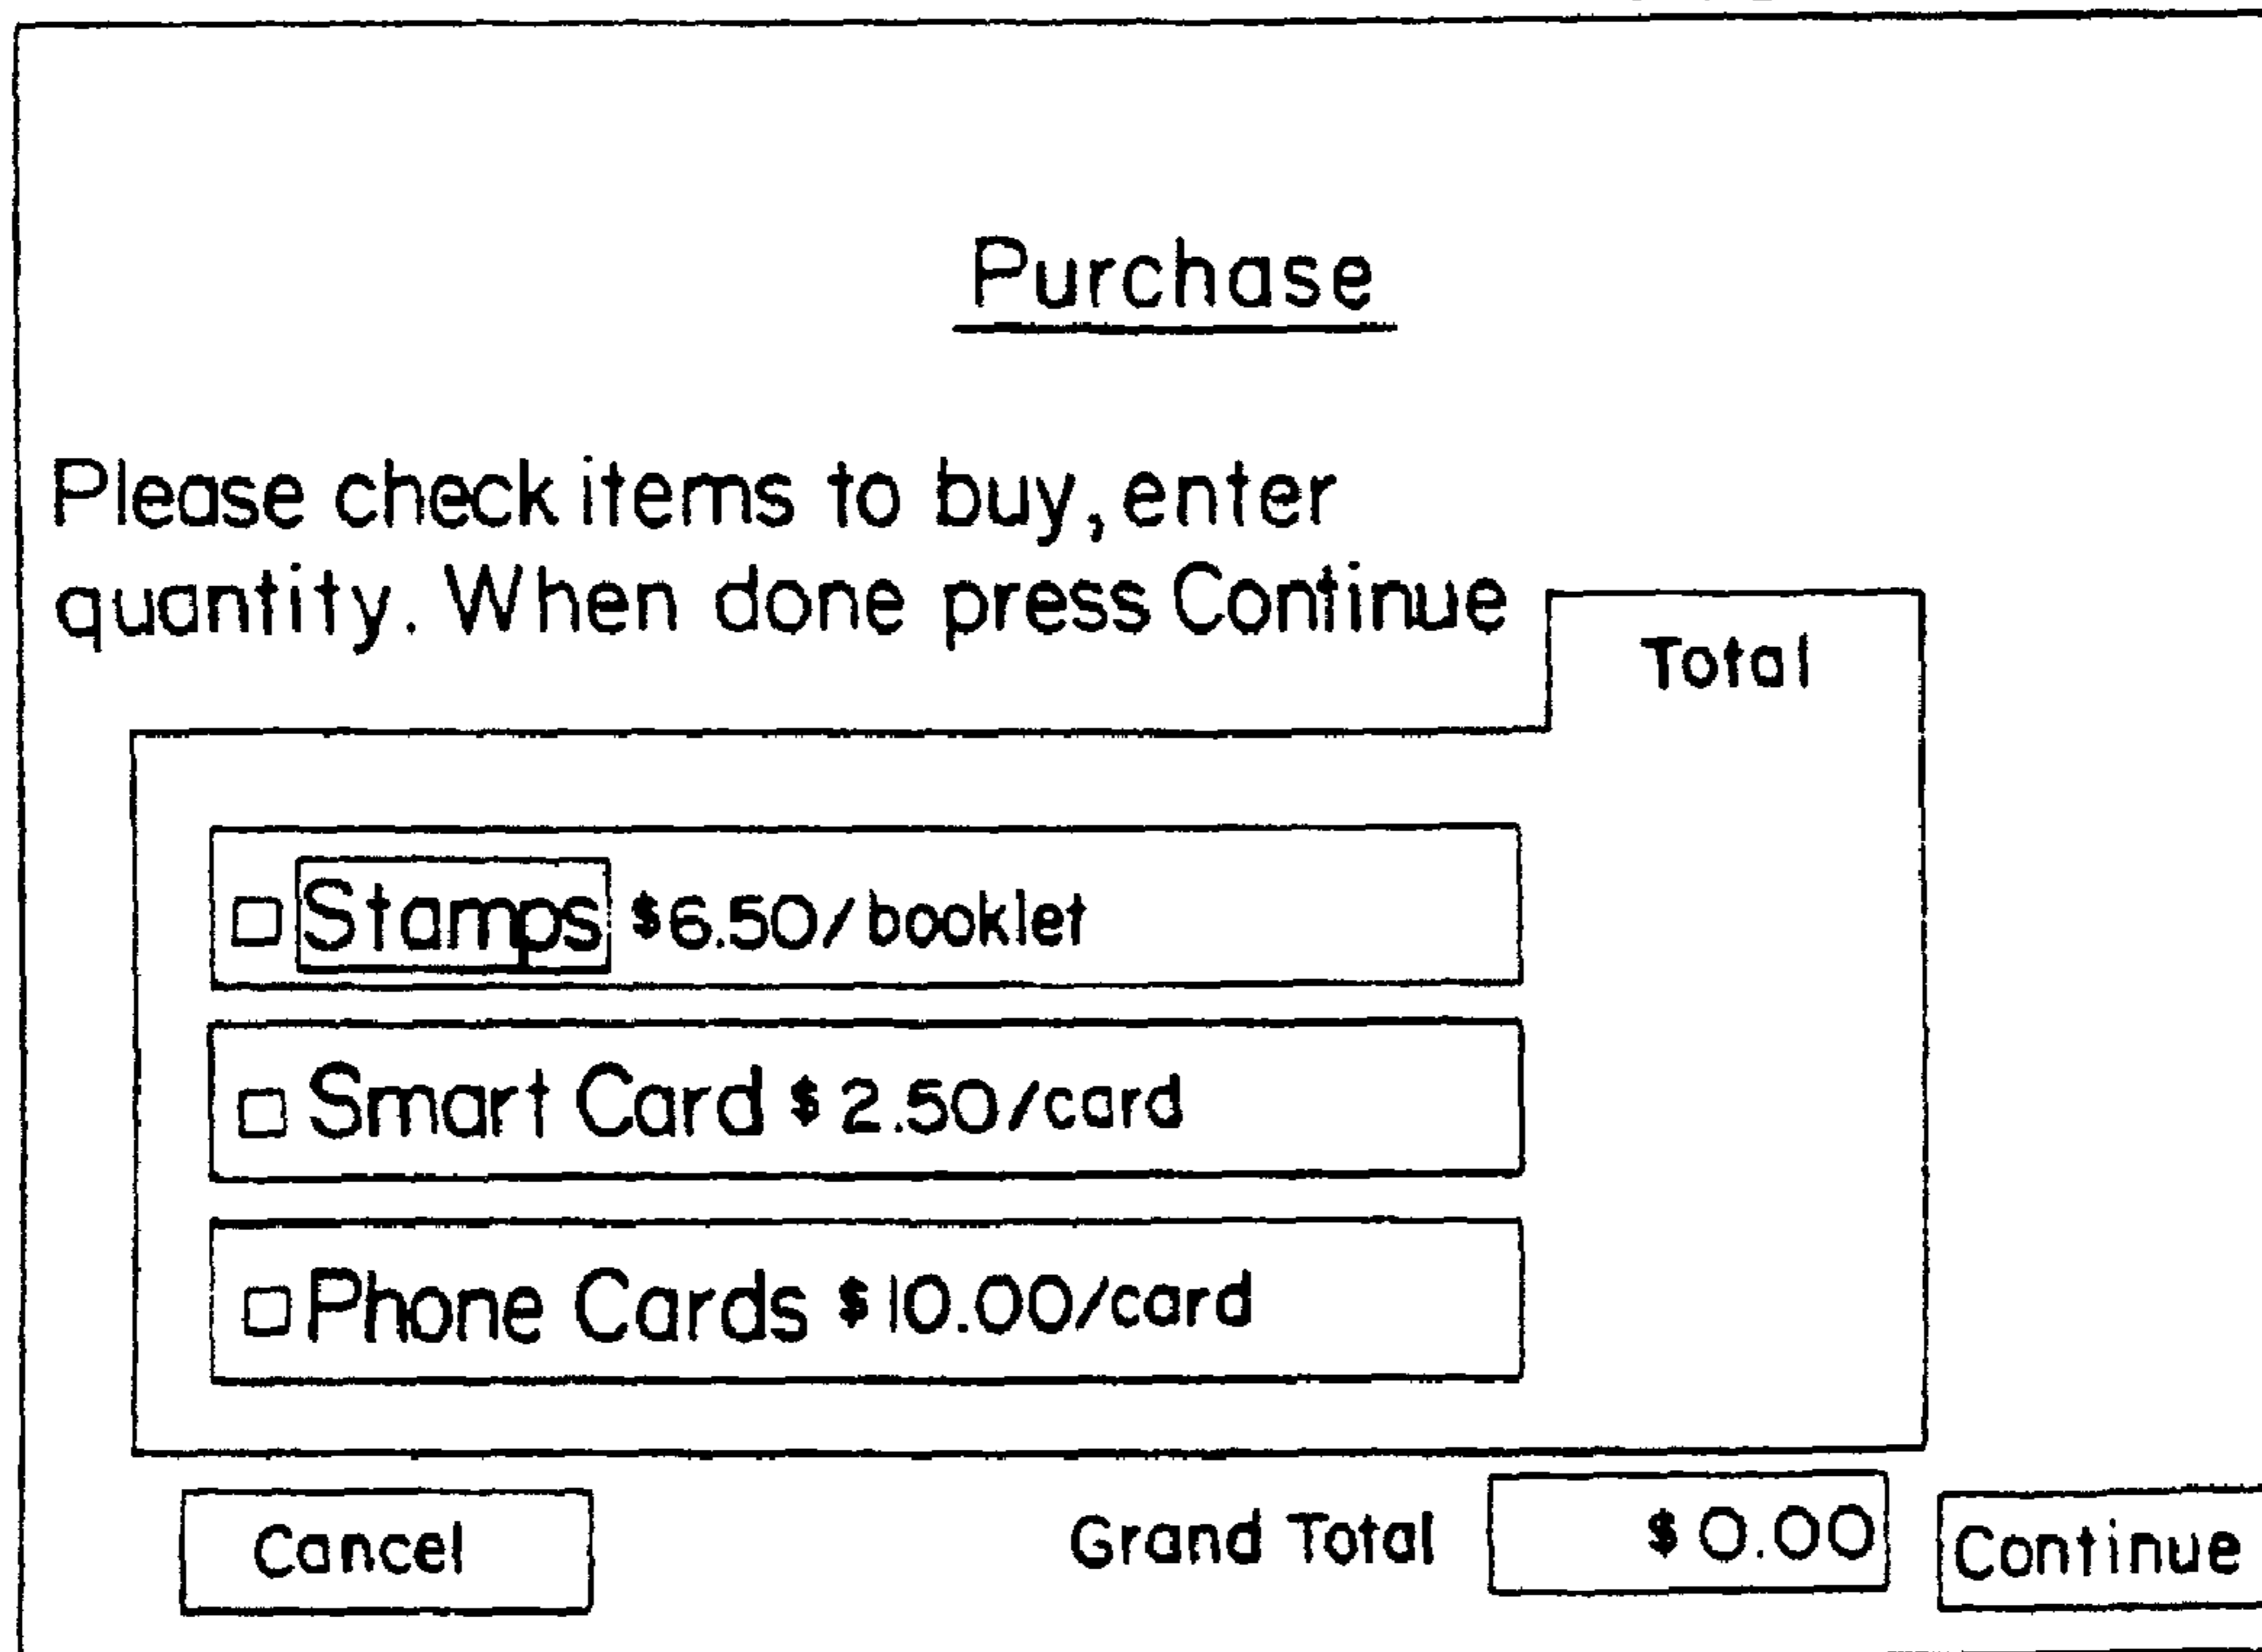 Purchase
Please check items to buy, enter
quantity. When done press Continue
Total
Stamps $6.50/booklet
Smart Card $2.50/card
Phone Cards $10.00/card
Cancel
Grand Total $0.00
Continue